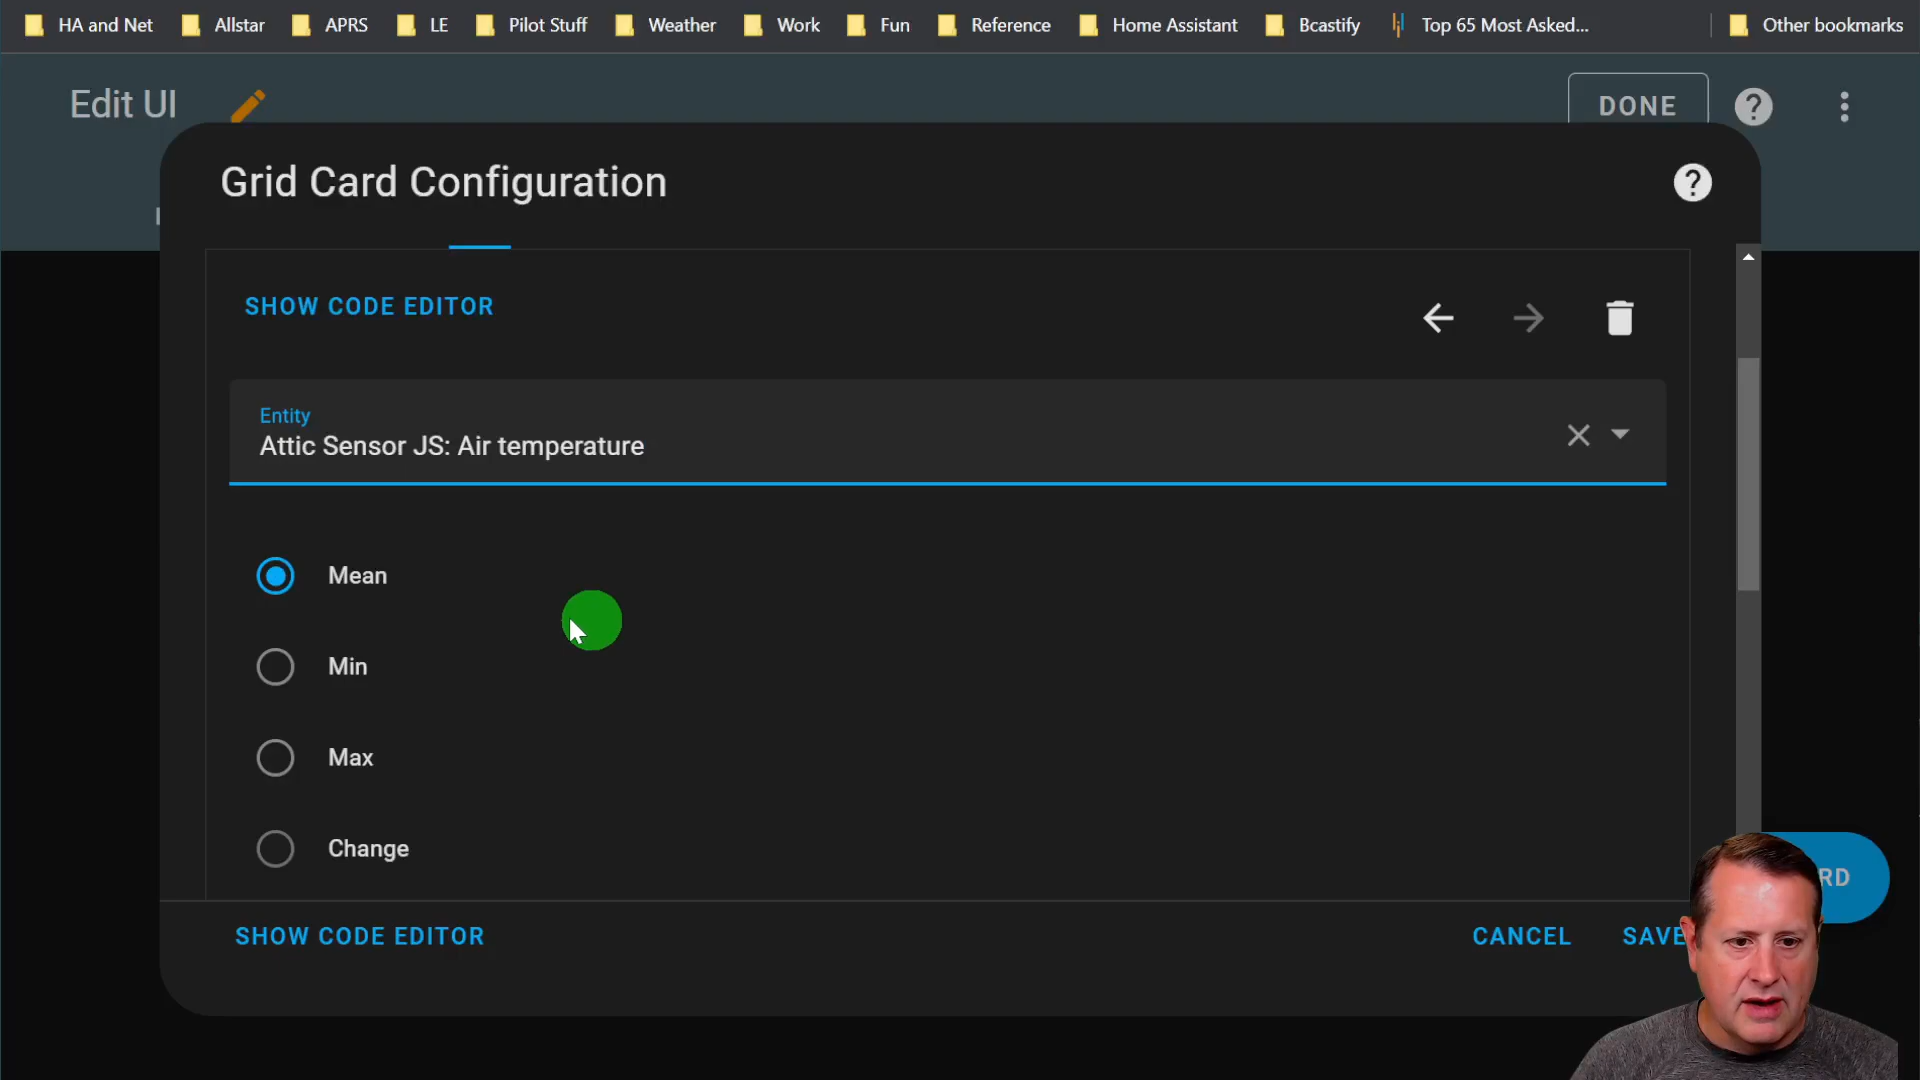 HA and Net Allstar APRS LE Pilot Stuff Weather Work Fun Reference Home Assistant Bcastify Top 65 Most Asked... Other bookmarks
Edit UI DONE
Grid Card Configuration
SHOW CODE EDITOR
Entity
Attic Sensor JS: Air temperature
Mean
Min
Max
Change
RD
SHOW CODE EDITOR CANCEL SAVE